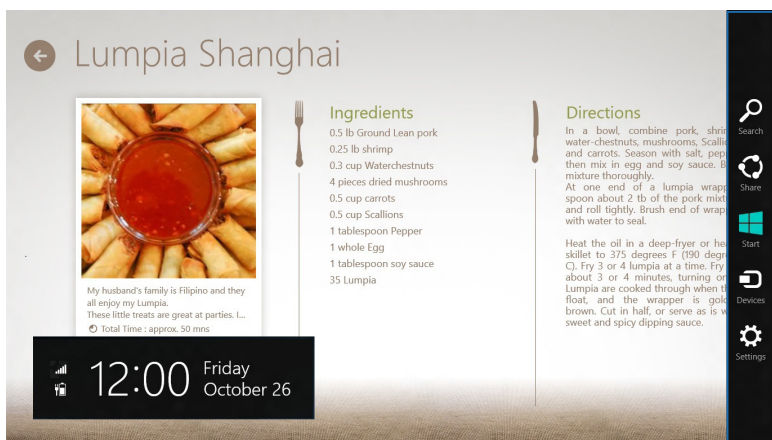 Lumpia Shanghai
My husband's family is Filipino and they
all enjoy my Lumpia.
These little treats are great at parties. I...
Total Time : approx. 50 mns
Ingredients
0.5 lb Ground Lean pork
0.25 lb shrimp
0.3 cup Waterchestnuts
4 pieces dried mushrooms
0.5 cup carrots
0.5 cup Scallions
1 tablespoon Pepper
1 whole Egg
1 tablespoon soy sauce
35 Lumpia
Directions
In a bowl, combine pork,
water-chestnuts, mushrooms,
and carrots. Season with salt,
then mix in egg and soy sauce.
mixture thoroughly.
At one end of a lumpia
spoon about 2 tb of the pork
and roll tightly. Brush end of
with water to seal.
Heat the oil in a deep-fryer or
skillet to 375 degrees F (190
C). Fry 3 or 4 lumpia at a time. Fry
about 3 or 4 minutes, turning
Lumpia are cooked through when
float, and the wrapper is
brown. Cut in half, or serve as is
sweet and spicy dipping sauce.
Search
Share
Start
Devices
Settings
12:00
Friday
October 26